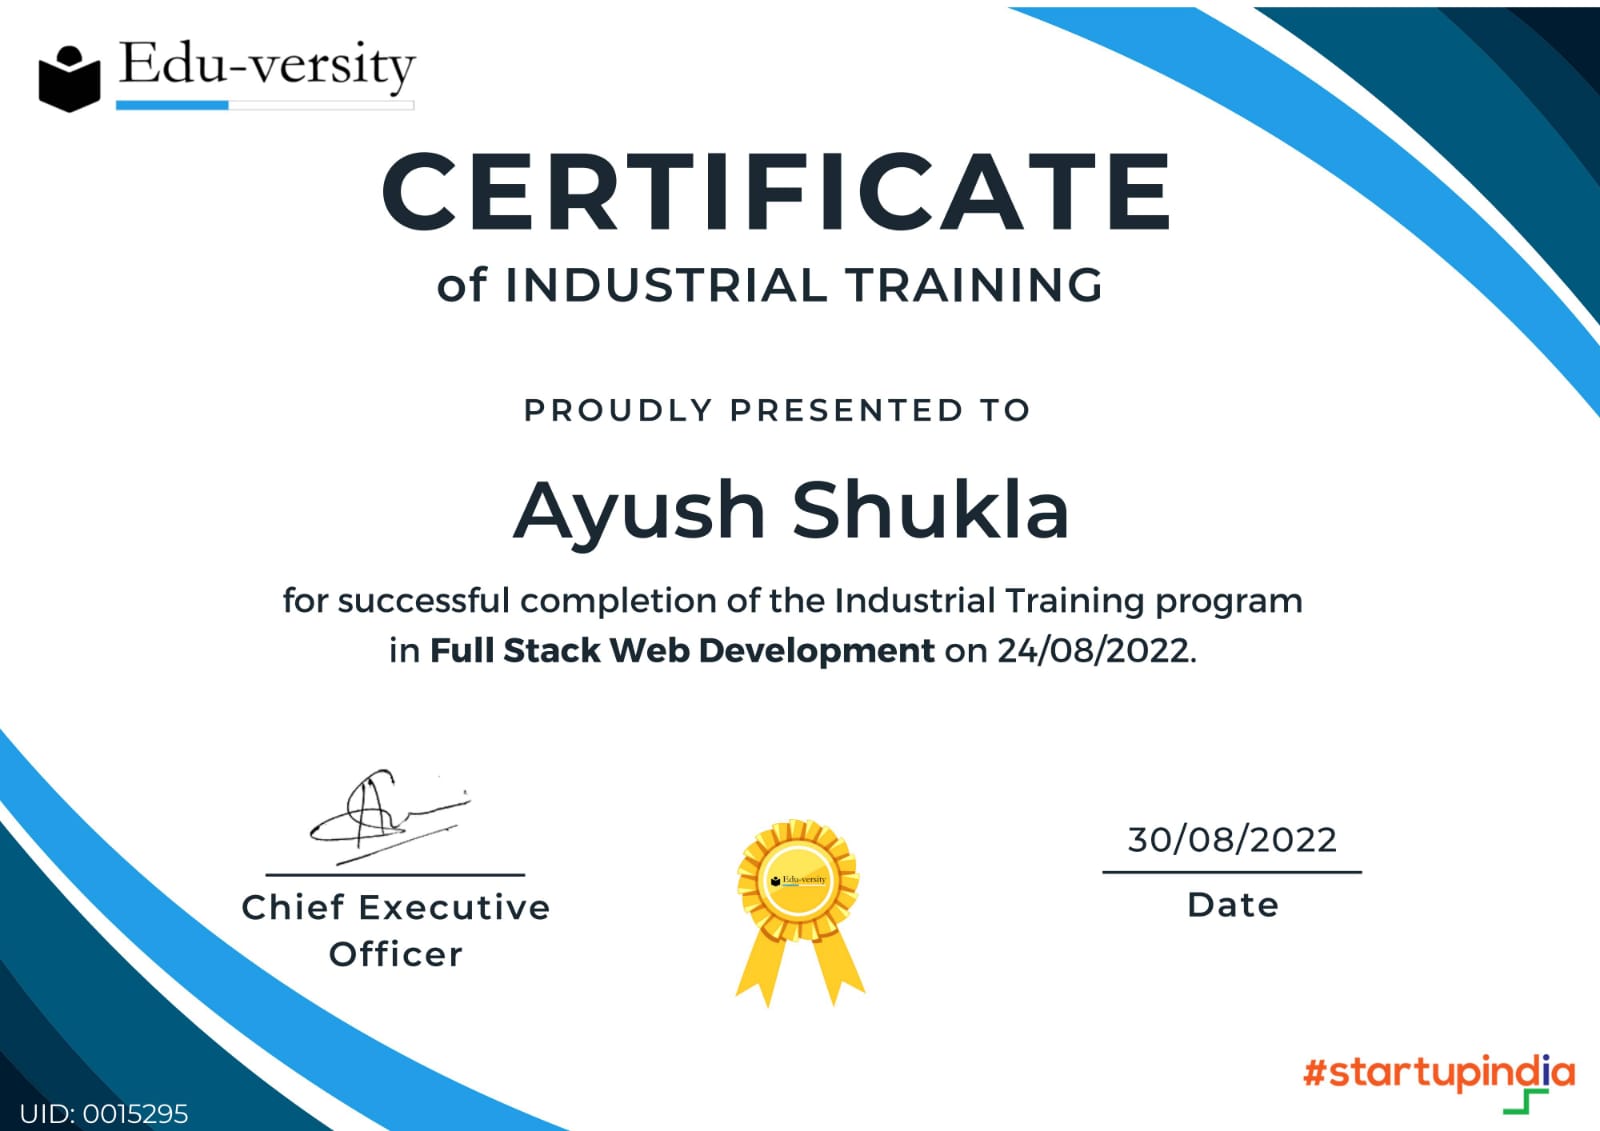 Edu-versity
CERTIFICATE
of INDUSTRIAL TRAINING
PROUDLY PRESENTED TO
Ayush Shukla
for successful completion of the Industrial Training program
in Full Stack Web Development on 24/08/2022.
Chief Executive
Officer
Edu-versity
30/08/2022
Date
#startupindia
UID: 0015295